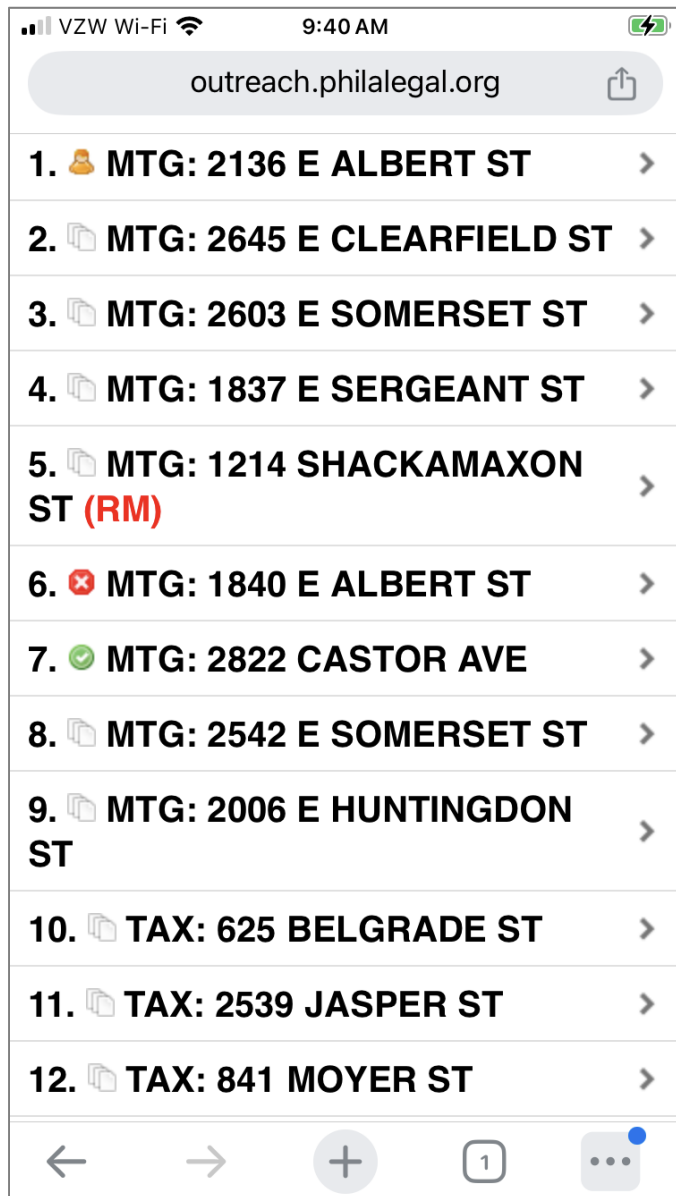 VZW Wi-Fi 9:40 AM
outreach.philalegal.org
1. MTG: 2136 E ALBERT ST
2. MTG: 2645 E CLEARFIELD ST
3. MTG: 2603 E SOMERSET ST
4. MTG: 1837 E SERGEANT ST
5. MTG: 1214 SHACKAMAXON
ST (RM)
6. MTG: 1840 E ALBERT ST
7. MTG: 2822 CASTOR AVE
8. MTG: 2542 E SOMERSET ST
9. MTG: 2006 E HUNTINGDON
ST
10. TAX: 625 BELGRADE ST
11. TAX: 2539 JASPER ST
12. TAX: 841 MOYER ST
1